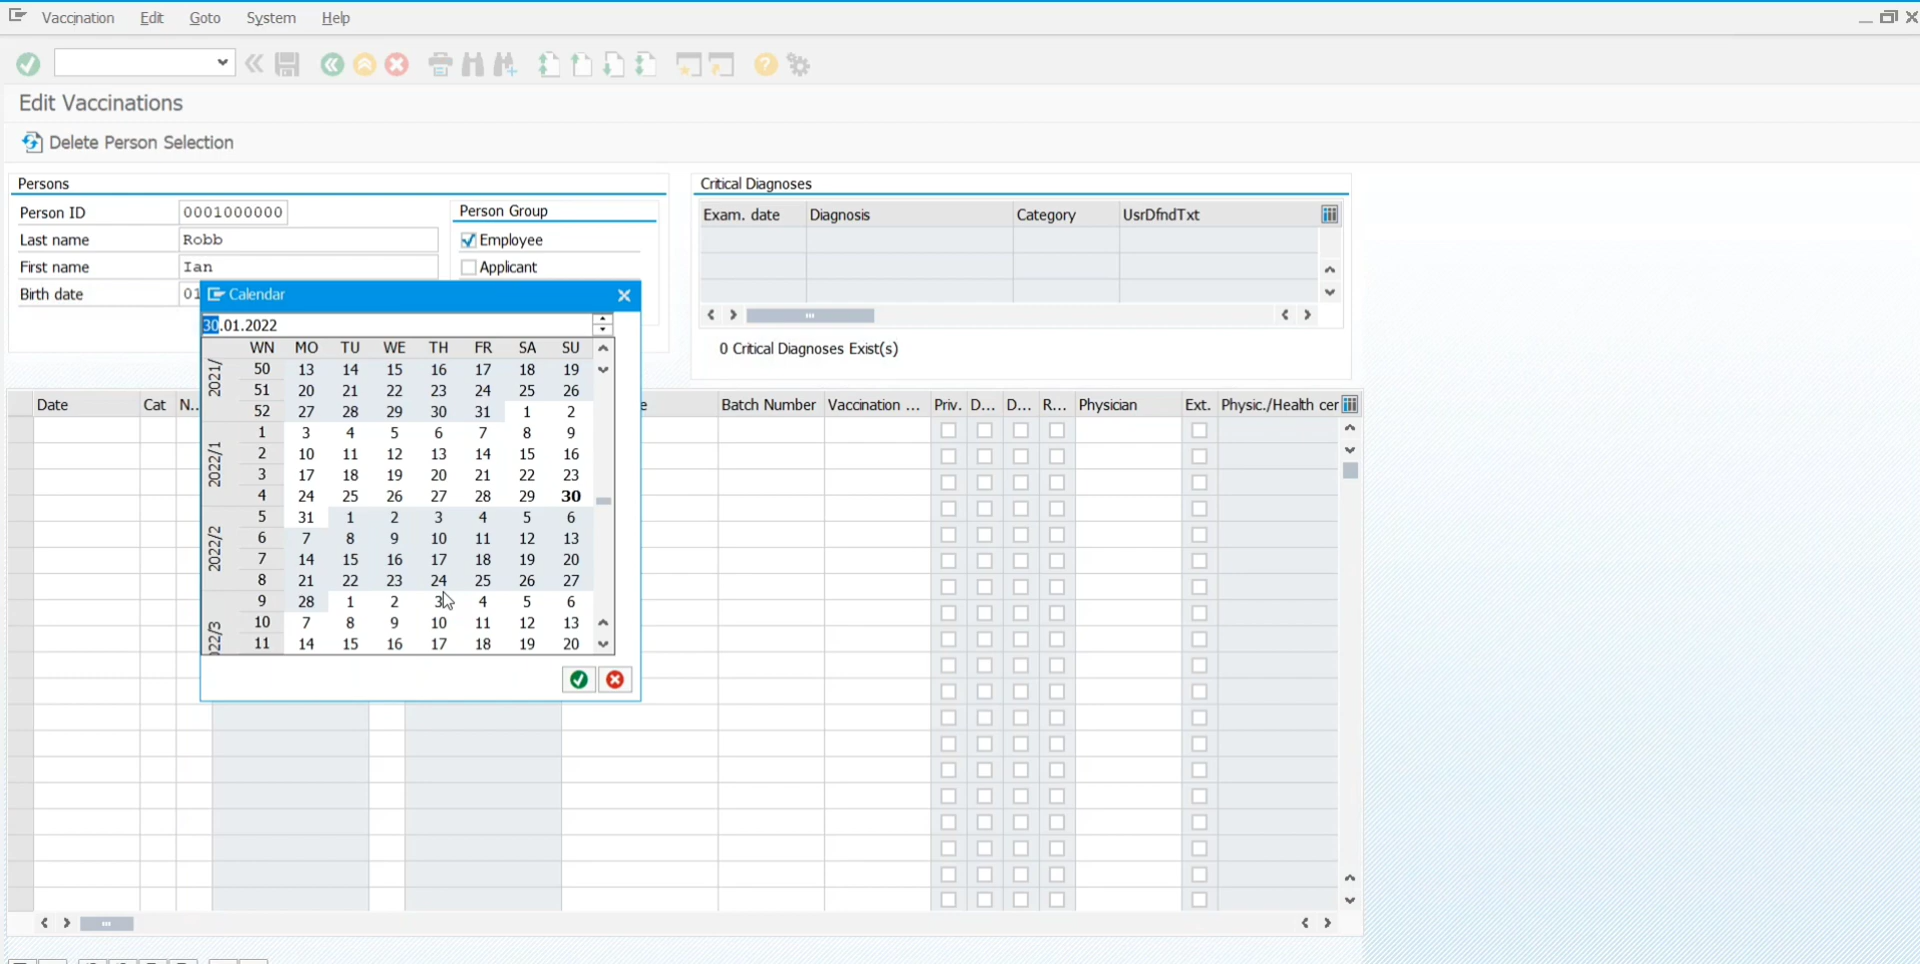 Vaccination Edit Goto System Help
Edit Vaccinations
Delete Person Selection
Persons
Person ID 0001000000
Last name Robb
First name Ian
Birth date 01
Person Group
Employee
Applicant
Critical Diagnoses
Exam. date Diagnosis Category UsrDfndTxt
0 Critical Diagnoses Exist(s)
Calendar
30.01.2022
WN MO TU WE TH FR SA SU
2021/
50 13 14 15 16 17 18 19
51 20 21 22 23 24 25 26
52 27 28 29 30 31 1 2
2022/1
1 3 4 5 6 7 8 9
2 10 11 12 13 14 15 16
3 17 18 19 20 21 22 23
4 24 25 26 27 28 29 30
2022/2
5 31 1 2 3 4 5 6
6 7 8 9 10 11 12 13
7 14 15 16 17 18 19 20
8 21 22 23 24 25 26 27
022/3
9 28 1 2 3 4 5 6
10 7 8 9 10 11 12 13
11 14 15 16 17 18 19 20
Date Cat N... e Batch Number Vaccination ... Priv. D... D... R... Physician Ext. Physic./Health cer